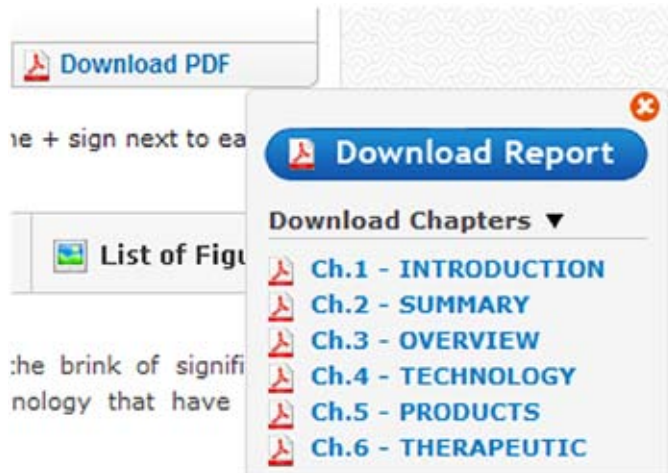 Download PDF
ne + sign next to ea
Download Report
Download Chapters ▼
List of Figu
Ch.1 - INTRODUCTION
Ch.2 - SUMMARY
Ch.3 - OVERVIEW
the brink of signifi
Ch.4 - TECHNOLOGY
nology that have
Ch.5 - PRODUCTS
Ch.6 - THERAPEUTIC